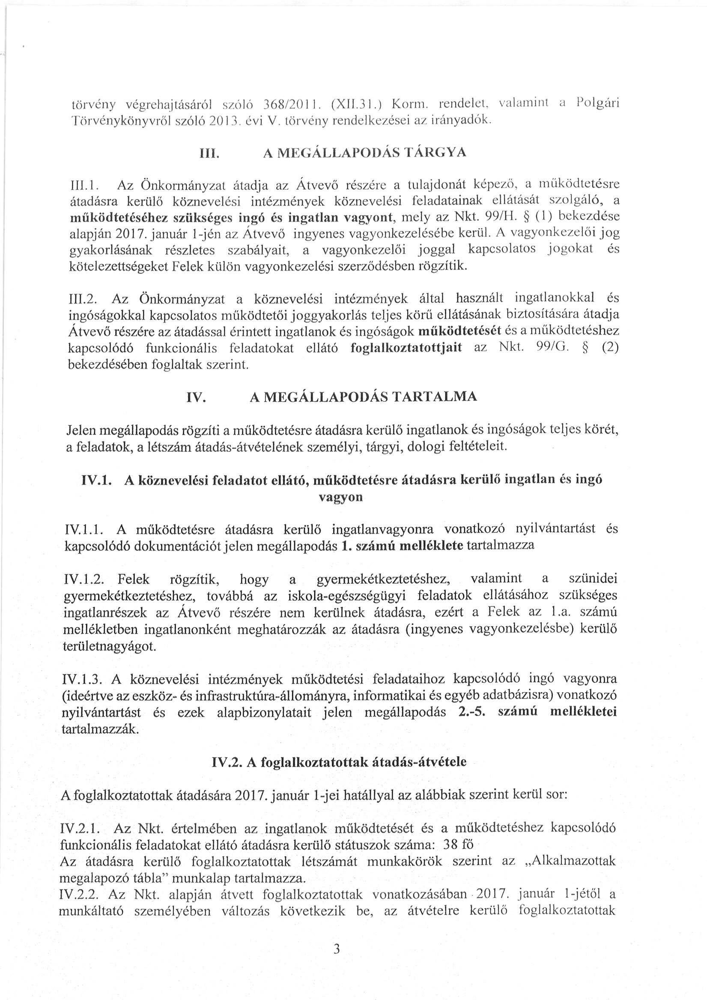 törvény végrehajtásáról szóló 368/2011. (XII.31.) Korm. rendelet, valamint a Polgári
Törvénykönyvről szóló 2013. évi V. törvény rendelkezései az irányadók.
III. A MEGÁLLAPODÁS TÁRGYA
III.1. Az Önkormányzat átadja az Átvevő részére a tulajdonát képező, a működtetésre
átadásra kerülő köznevelési intézmények köznevelési feladatainak ellátását szolgáló, a
működtetéséhez szükséges ingó és ingatlan vagyont, mely az Nkt. 99/H. § (1) bekezdése
alapján 2017. január 1-jén az Átvevő ingyenes vagyonkezelésébe kerül. A vagyonkezelői jog
gyakorlásának részletes szabályait, a vagyonkezelői joggal kapcsolatos jogokat és
kötelezettségeket Felek külön vagyonkezelési szerződésben rögzítik.
III.2. Az Önkormányzat a köznevelési intézmények által használt ingatlanokkal és
ingóságokkal kapcsolatos működtetői joggyakorlás teljes körű ellátásának biztosítására átadja
Átvevő részére az átadással érintett ingatlanok és ingóságok működtetését és a működtetéshez
kapcsolódó funkcionális feladatokat ellátó foglalkoztatottjait az Nkt. 99/G. § (2)
bekezdésében foglaltak szerint.
IV. A MEGÁLLAPODÁS TARTALMA
Jelen megállapodás rögzíti a működtetésre átadásra kerülő ingatlanok és ingóságok teljes körét,
a feladatok, a létszám átadás-átvételének személyi, tárgyi, dologi feltételeit.
IV.1. A köznevelési feladatot ellátó, működtetésre átadásra kerülő ingatlan és ingó
vagyon
IV.1.1. A működtetésre átadásra kerülő ingatlanvagyonra vonatkozó nyilvántartást és
kapcsolódó dokumentációt jelen megállapodás 1. számú melléklete tartalmazza
IV.1.2. Felek rögzítik, hogy a gyermekétkeztetéshez, valamint a szünidei
gyermekétkeztetéshez, továbbá az iskola-egészségügyi feladatok ellátásához szükséges
ingatlanrészek az Átvevő részére nem kerülnek átadásra, ezért a Felek az 1.a. számú
mellékletben ingatlanonként meghatározzák az átadásra (ingyenes vagyonkezelésbe) kerülő
területnagyágot.
IV.1.3. A köznevelési intézmények működtetési feladataihoz kapcsolódó ingó vagyonra
(ideértve az eszköz- és infrastruktúra-állományra, informatikai és egyéb adatbázisra) vonatkozó
nyilvántartást és ezek alapbizonylatait jelen megállapodás 2.-5. számú mellékletei
tartalmazzák.
IV.2. A foglalkoztatottak átadás-átvétele
A foglalkoztatottak átadására 2017. január 1-jei hatállyal az alábbiak szerint kerül sor:
IV.2.1. Az Nkt. értelmében az ingatlanok működtetését és a működtetéshez kapcsolódó
funkcionális feladatokat ellátó átadásra kerülő státuszok száma: 38 fő
Az átadásra kerülő foglalkoztatottak létszámát munkakörök szerint az „Alkalmazottak
megalapozó tábla” munkalap tartalmazza.
IV.2.2. Az Nkt. alapján átvett foglalkoztatottak vonatkozásában 2017. január 1-jétől a
munkáltató személyében változás következik be, az átvételre kerülő foglalkoztatottak
3